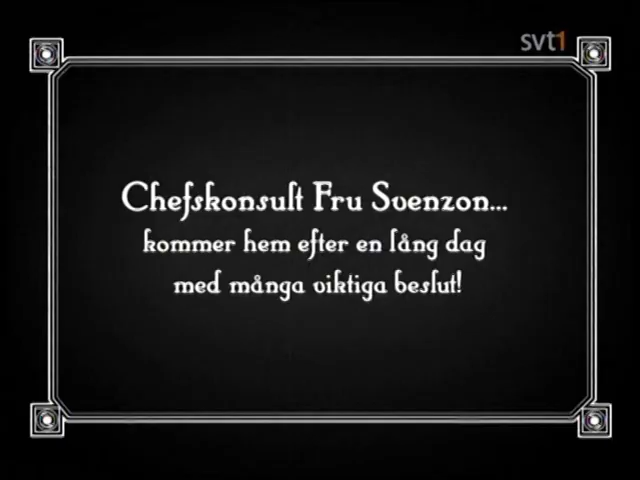 svt1
Chefskonsult Fru Svenzon...
kommer hem efter en lång dag
med många viktiga beslut!